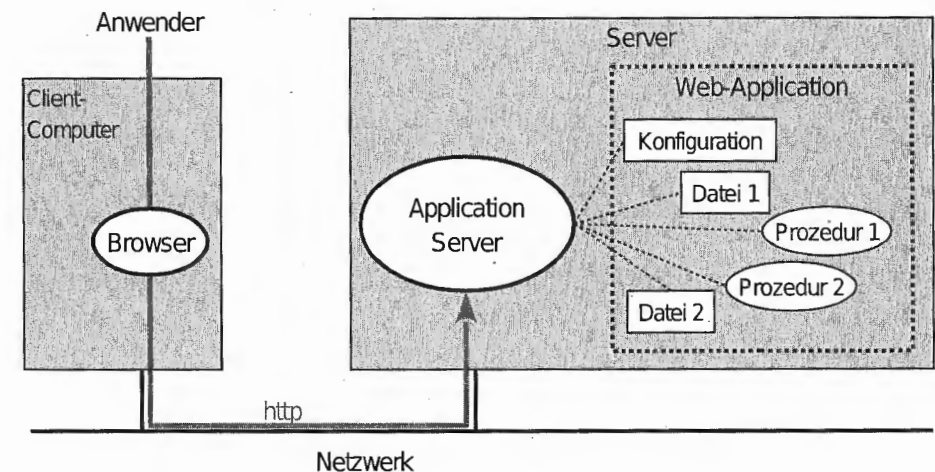 Anwender
Client-
Computer
Browser
http
Netzwerk
Server
Web-Application
Application
Server
Konfiguration
Datei 1
Prozedur 1
Prozedur 2
Datei 2